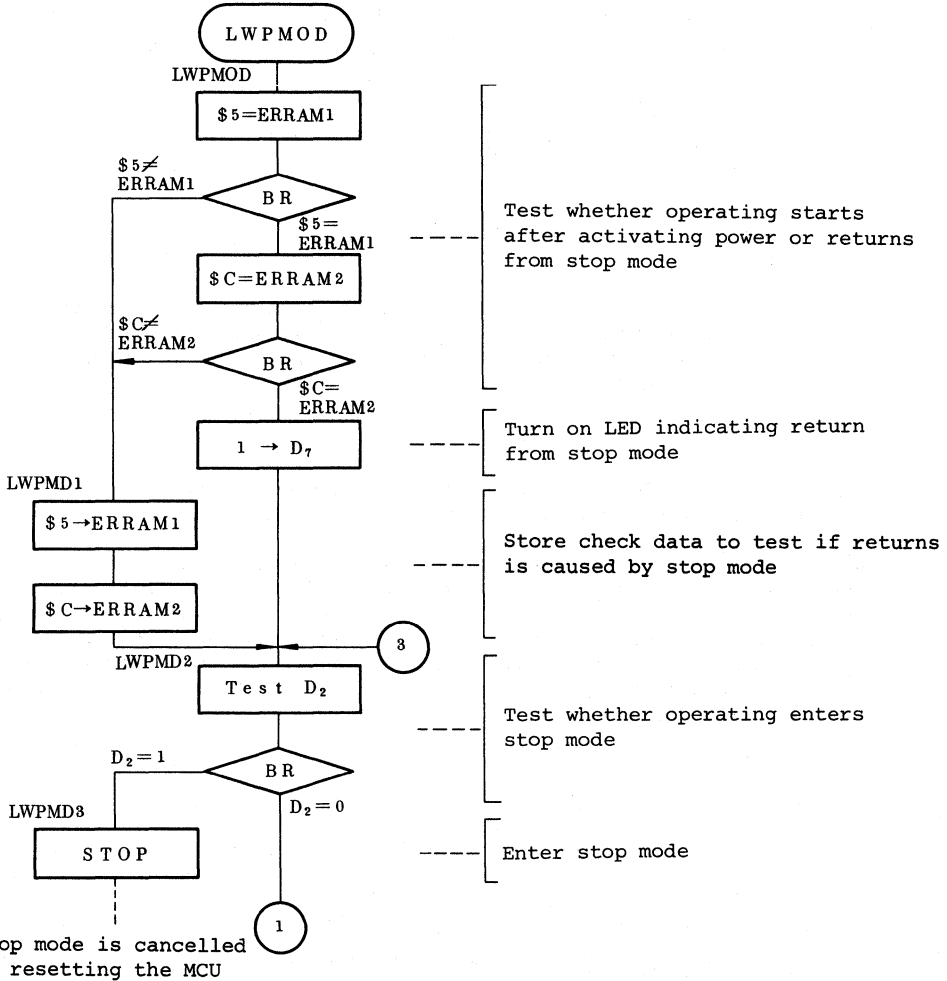 LWPMOD
LWPMOD
$5=ERRAM1
$5≠
ERRAM1
BR
$5=
ERRAM1
Test whether operating starts
after activating power or returns
from stop mode
$C=ERRAM2
$C≠
ERRAM2
BR
$C=
ERRAM2
1 → D7
Turn on LED indicating return
from stop mode
LWPMD1
$5→ERRAM1
$C→ERRAM2
Store check data to test if returns
is caused by stop mode
3
LWPMD2
Test D2
Test whether operating enters
stop mode
D2=1
BR
D2=0
LWPMD3
STOP
Enter stop mode
1
op mode is cancelled
resetting the MCU